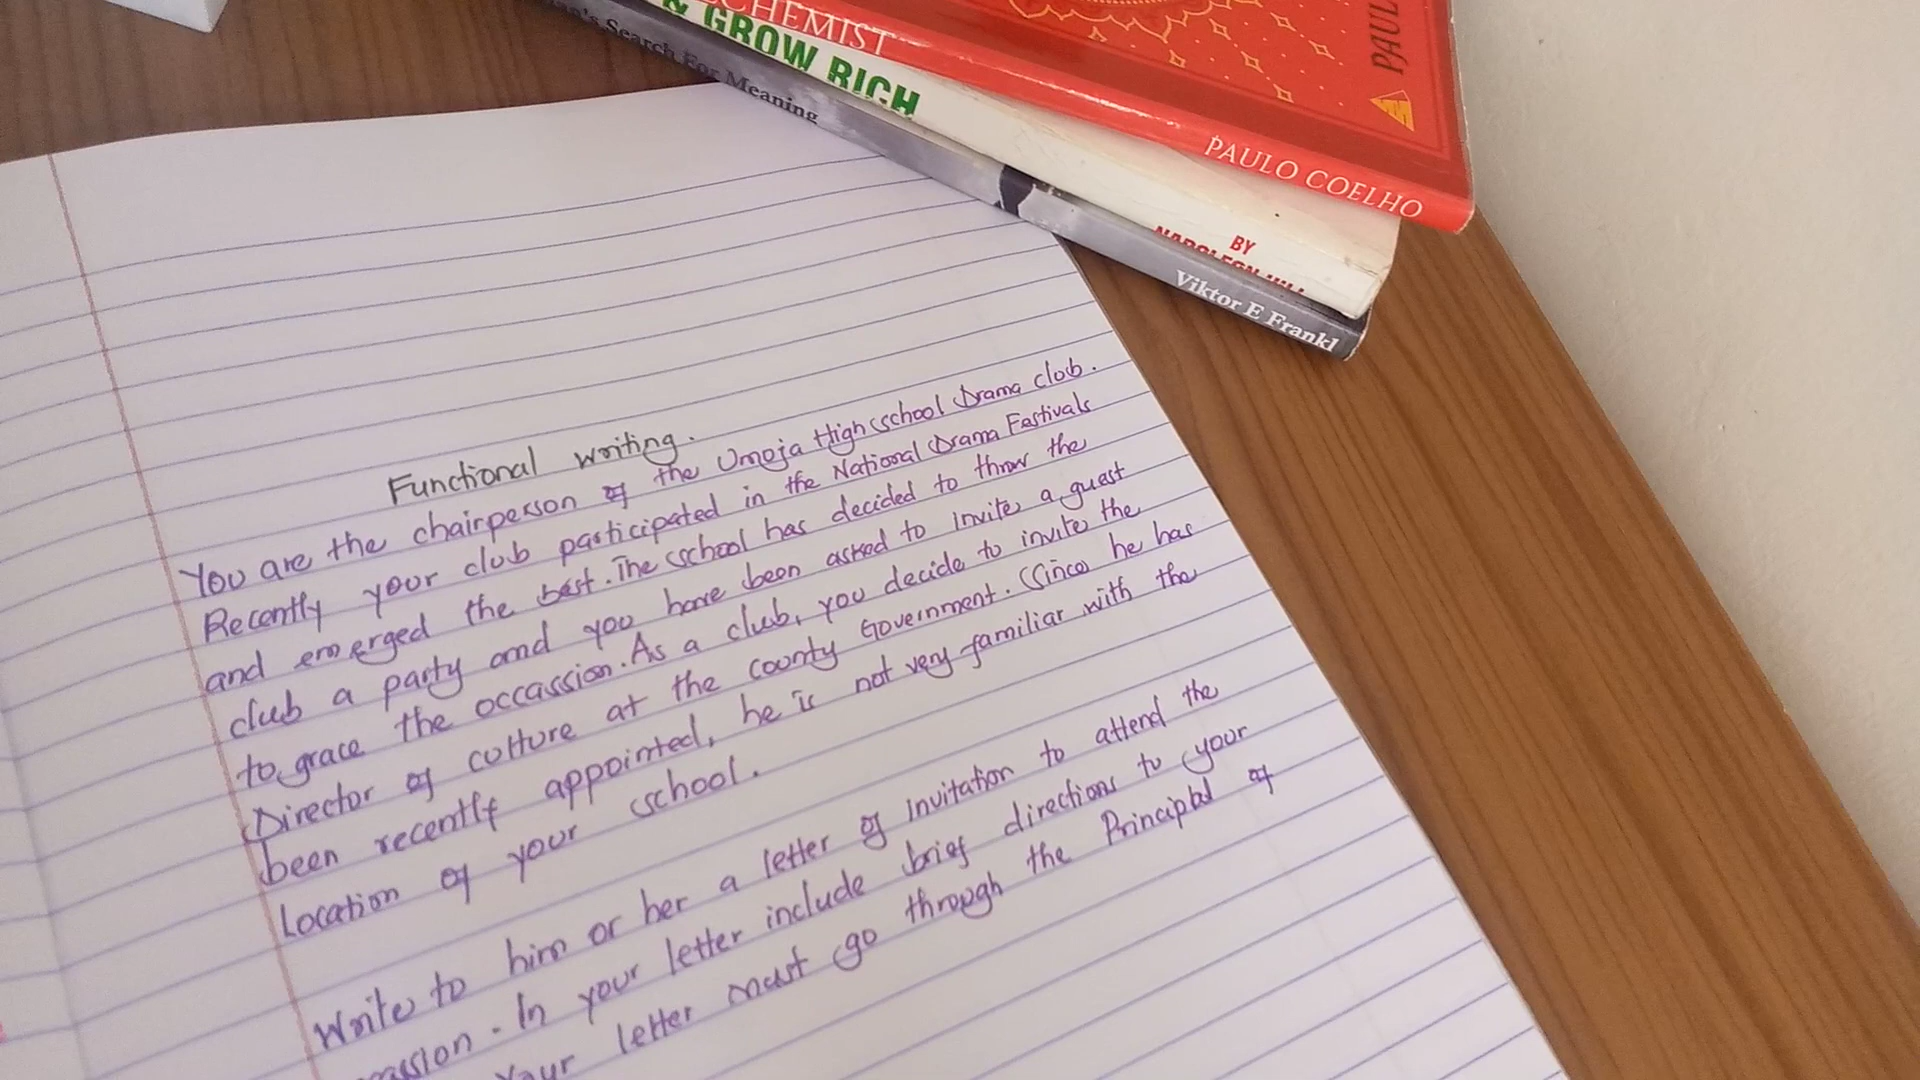 CHEMIST
PAUL
& GROW RICH
Search For Meaning
PAULO COELHO
BY
NAPOLEON HILL
Viktor E Frankl
Functional writing.
You are the chairperson of the Umoja High school Drama club.
Recently your club participated in the National Drama Festivals
and emerged the best. The school has decided to throw the
club a party and you have been asked to invite a guest
to grace the occassion. As a club, you decide to invite the
Director of culture at the county Government. Since he has
been recently appointed, he is not very familiar with the
Location of your school.
Write to him or her a letter of invitation to attend the
In your letter include brief directions to your
Your letter must go through the Principal of